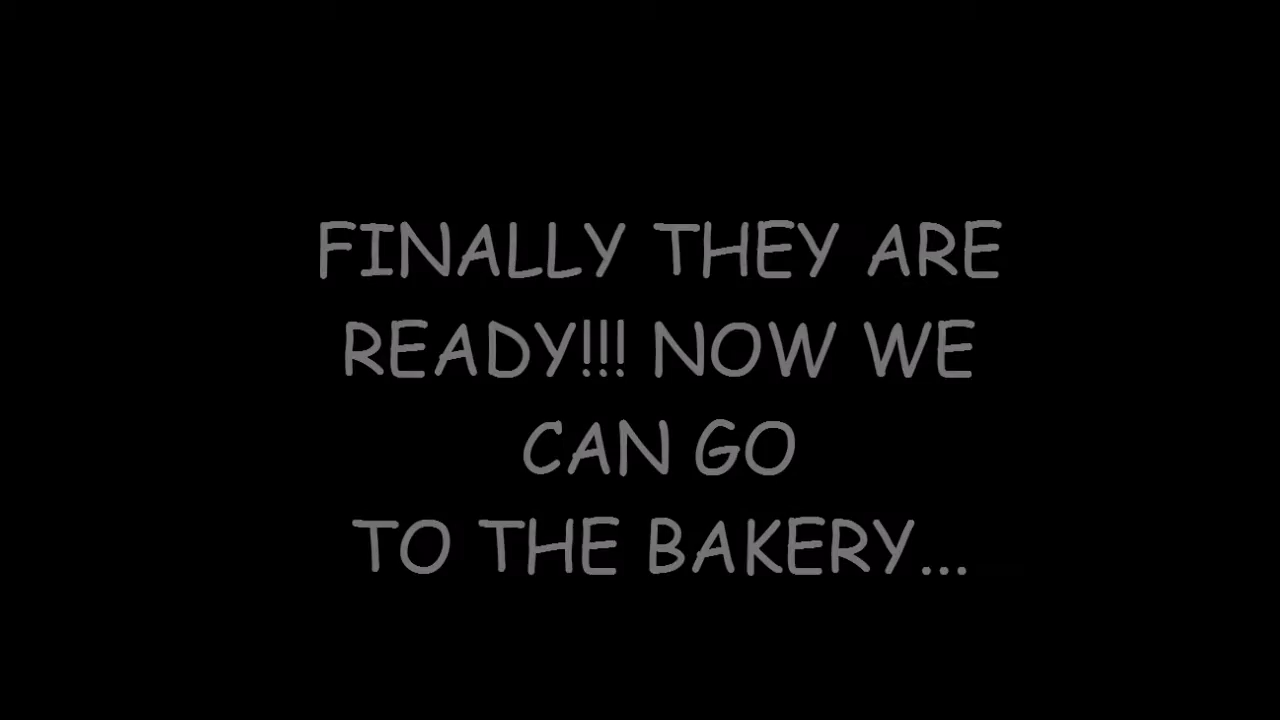 FINALLY THEY ARE
READY!!! NOW WE
CAN GO
TO THE BAKERY...